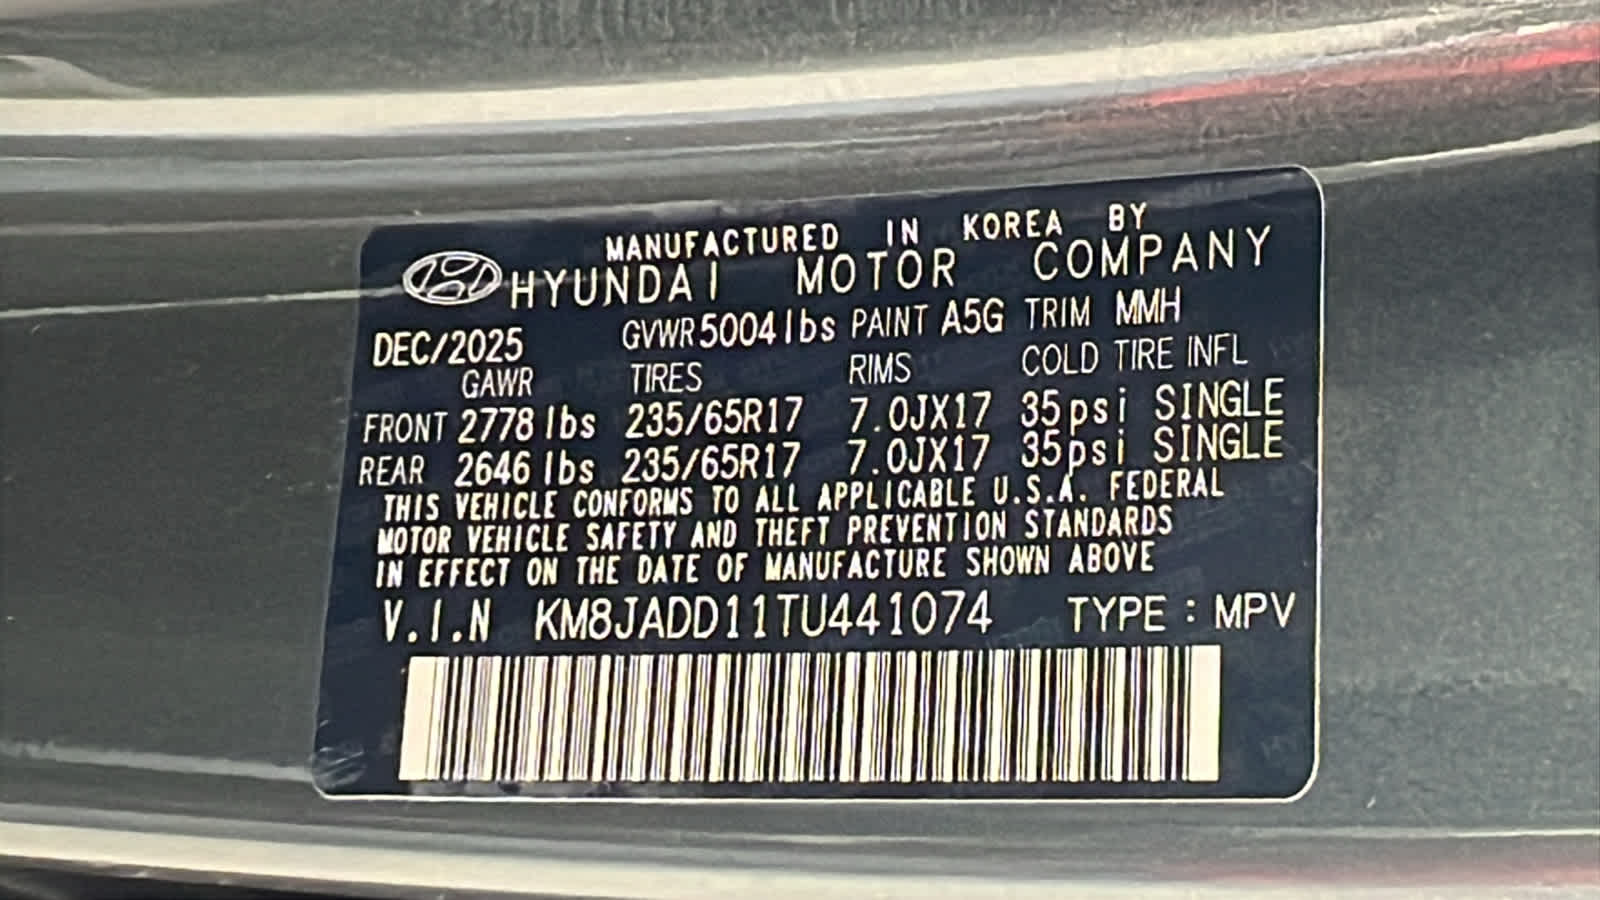 MANUFACTURED IN KOREA BY
HYUNDAI MOTOR COMPANY
DEC/2025 GVWR 5004 lbs PAINT A5G TRIM MMH
GAWR TIRES RIMS COLD TIRE INFL
FRONT 2778 lbs 235/65R17 7.0JX17 35psi SINGLE
REAR 2646 lbs 235/65R17 7.0JX17 35psi SINGLE
THIS VEHICLE CONFORMS TO ALL APPLICABLE U.S.A. FEDERAL
MOTOR VEHICLE SAFETY AND THEFT PREVENTION STANDARDS
IN EFFECT ON THE DATE OF MANUFACTURE SHOWN ABOVE
V.I.N KM8JADD11TU441074 TYPE : MPV